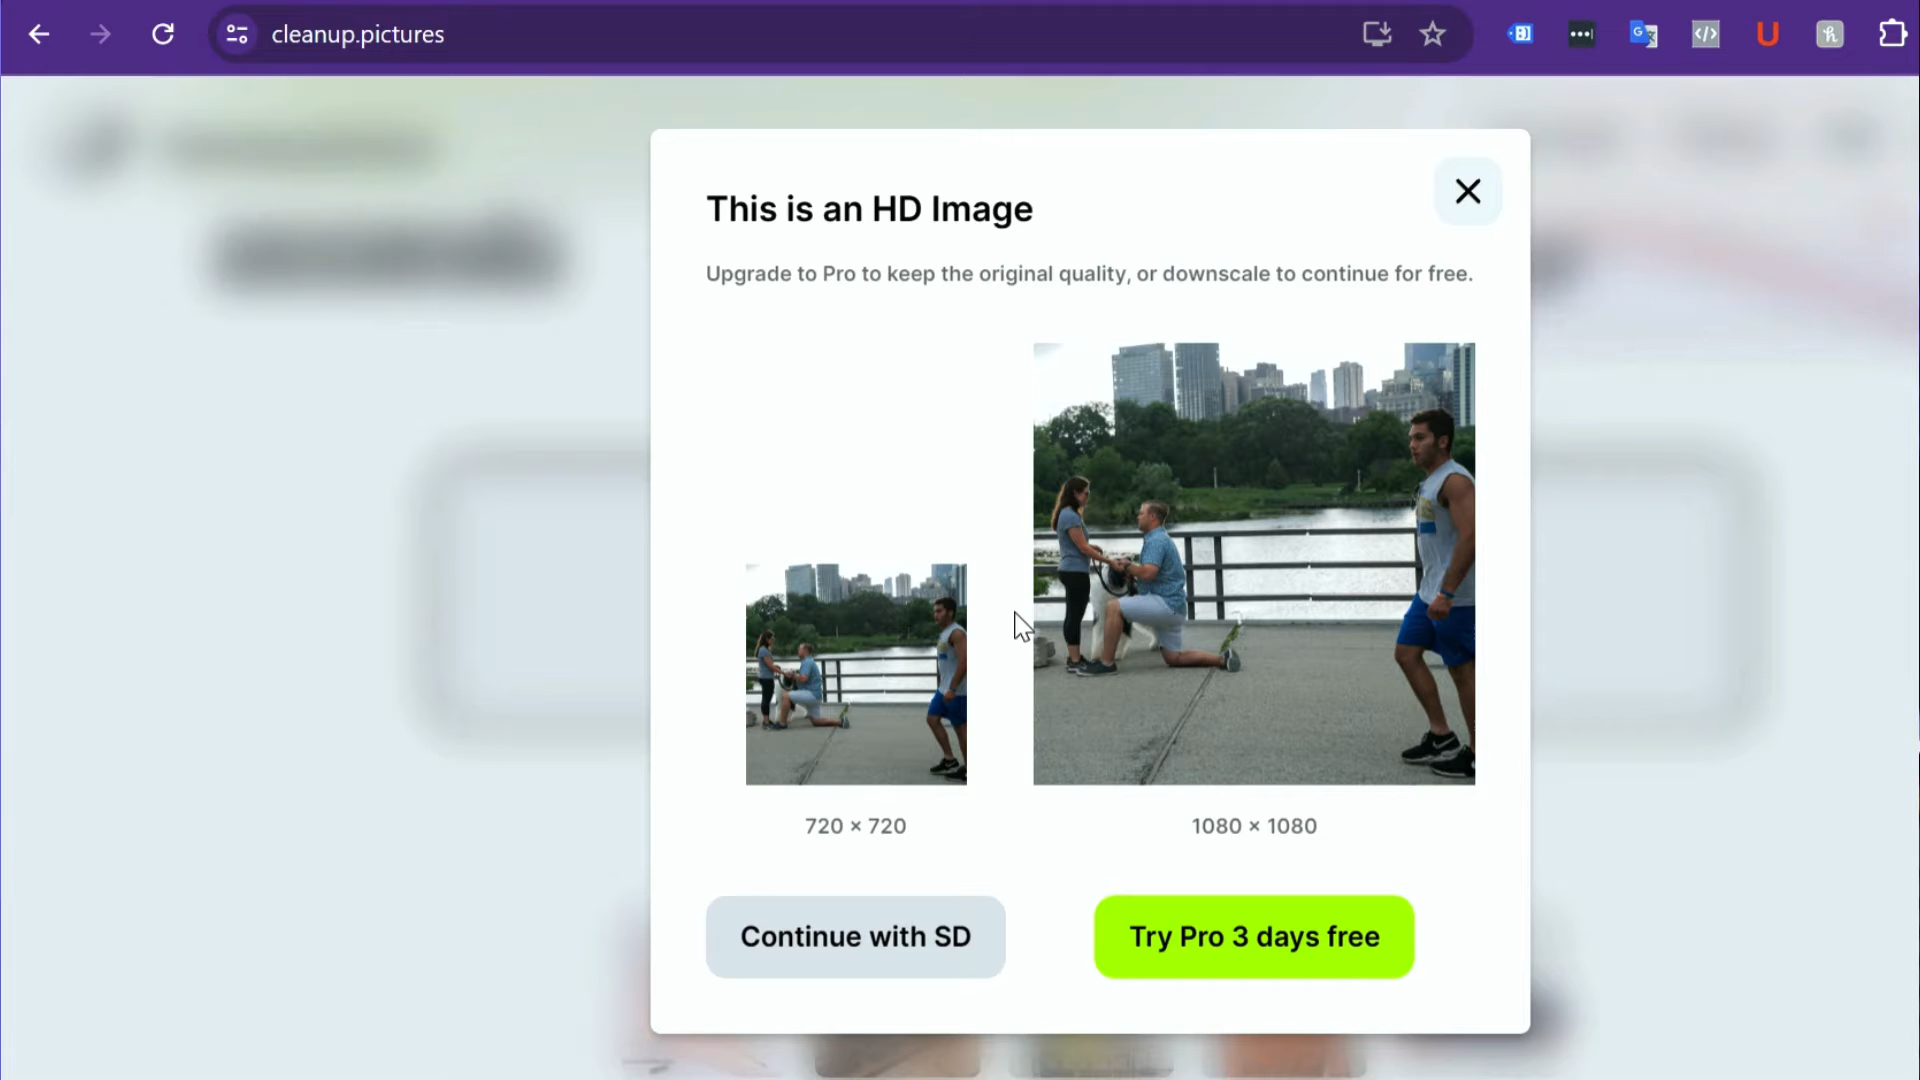 cleanup.pictures
This is an HD Image
Upgrade to Pro to keep the original quality, or downscale to continue for free.
720 × 720
1080 × 1080
Continue with SD
Try Pro 3 days free